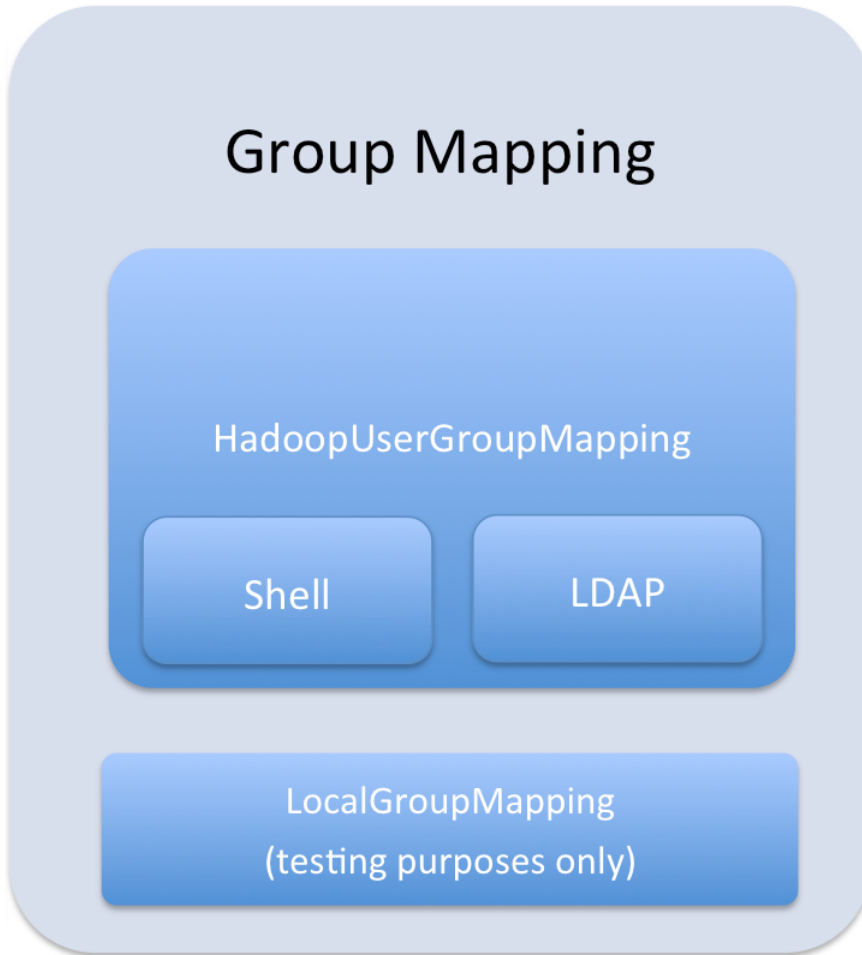 Group Mapping
HadoopUserGroupMapping
Shell
LDAP
LocalGroupMapping
(testing purposes only)